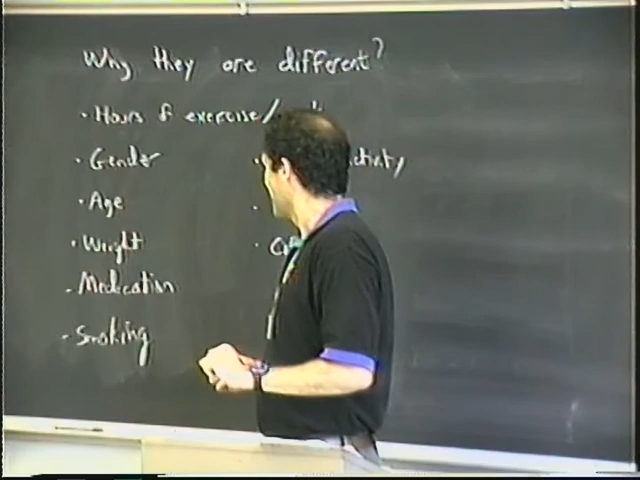 Why they are different?
• Hours of exercise/
• Gender
• Age
• Weight
• Medication
• Smoking